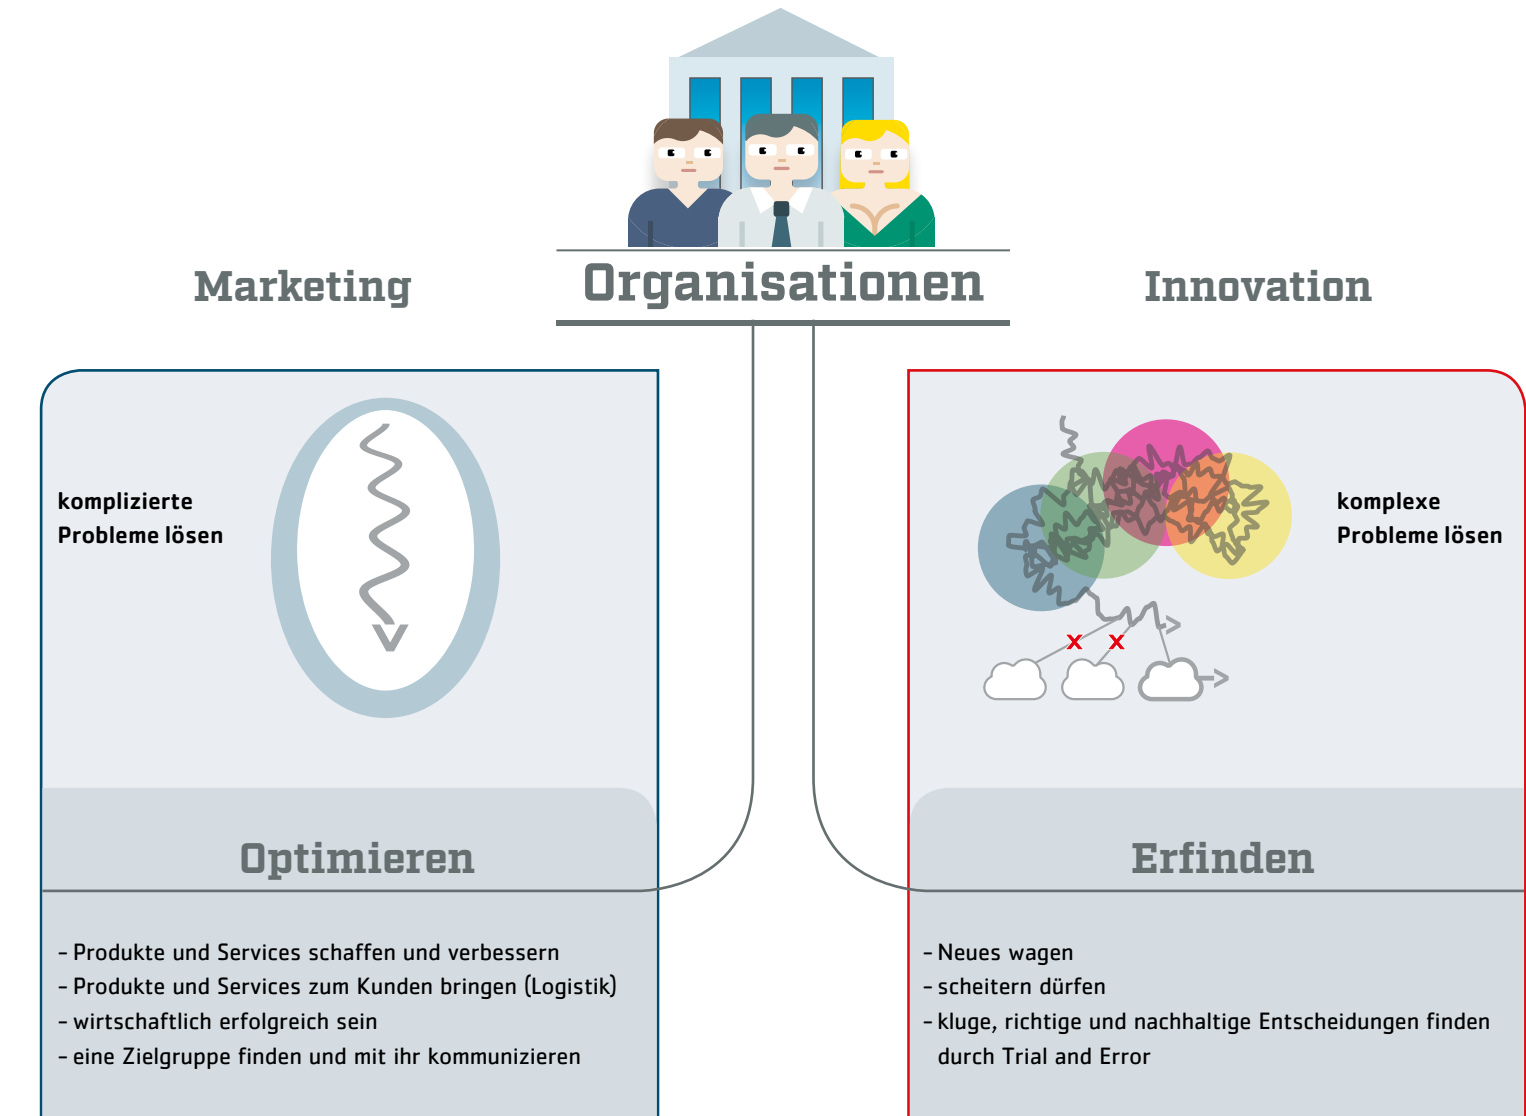 Organisationen
Marketing
komplizierte
Probleme lösen
Optimieren
- Produkte und Services schaffen und verbessern
- Produkte und Services zum Kunden bringen (Logistik)
- wirtschaftlich erfolgreich sein
- eine Zielgruppe finden und mit ihr kommunizieren
Innovation
komplexe
Probleme lösen
x x
Erfinden
- Neues wagen
- scheitern dürfen
- kluge, richtige und nachhaltige Entscheidungen finden
durch Trial and Error